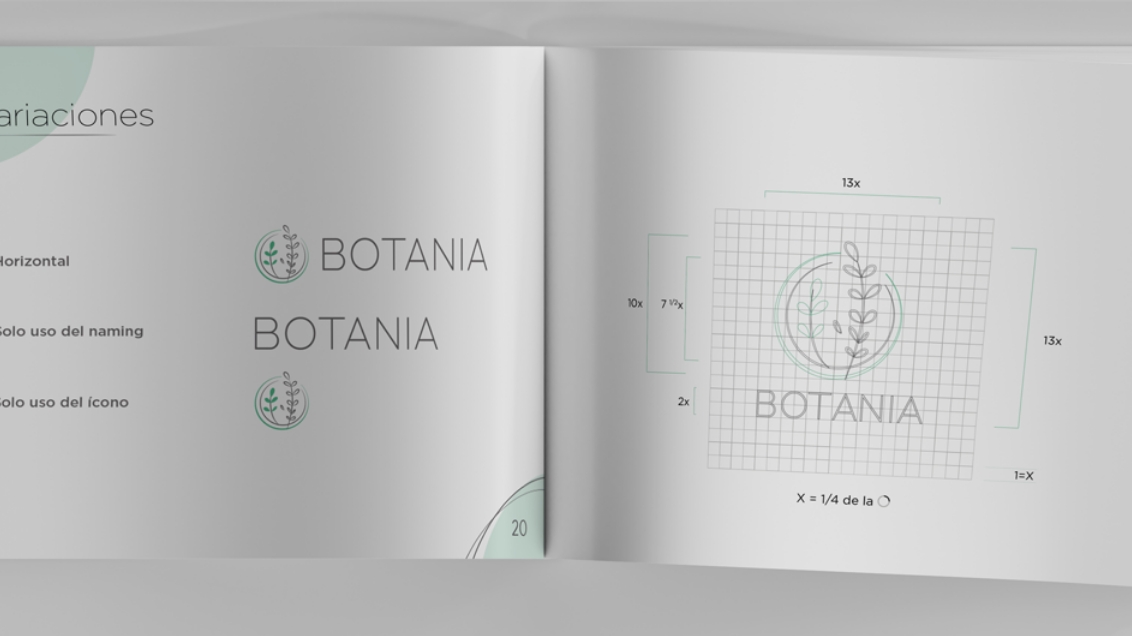 ariaciones
Horizontal
BOTANIA
Solo uso del naming
BOTANIA
Solo uso del ícono
20
13x
10x
7 1/2x
13x
2x
BOTANIA
1=X
X = 1/4 de la